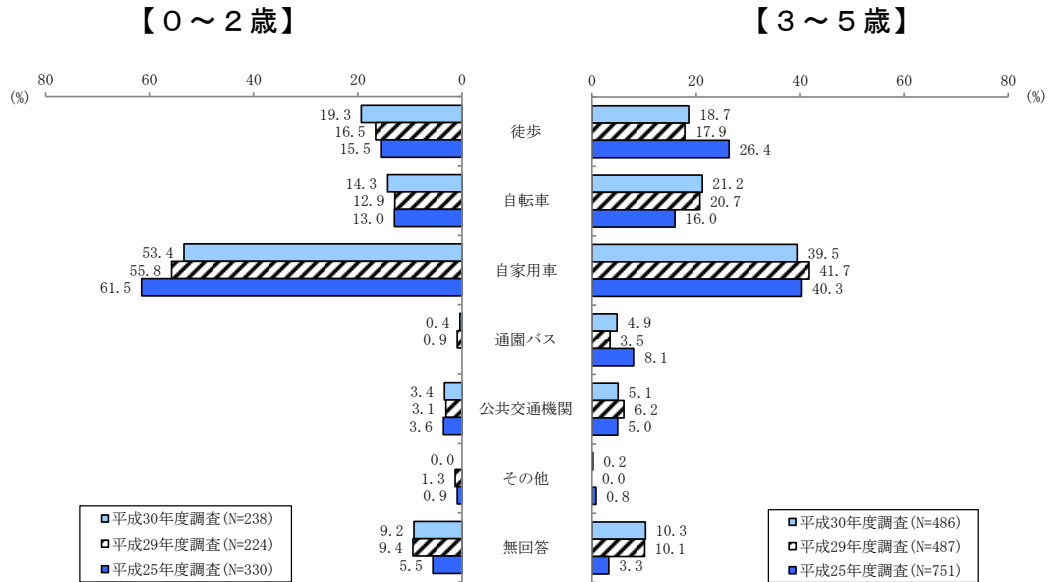 【０～２歳】
【３～５歳】
80 60 40 20 0
0 20 40 60 80
(%)
(%)
19.3 徒歩 18.7
16.5 17.9
15.5 26.4
14.3 自転車 21.2
12.9 20.7
13.0 16.0
53.4 自家用車 39.5
55.8 41.7
61.5 40.3
0.4 通園バス 4.9
0.9 3.5
8.1
3.4 公共交通機関 5.1
3.1 6.2
3.6 5.0
0.0 その他 0.2
1.3 0.0
0.9 0.8
9.2 無回答 10.3
9.4 10.1
5.5 3.3
平成30年度調査(N=238)
平成29年度調査(N=224)
平成25年度調査(N=330)
平成30年度調査(N=486)
平成29年度調査(N=487)
平成25年度調査(N=751)